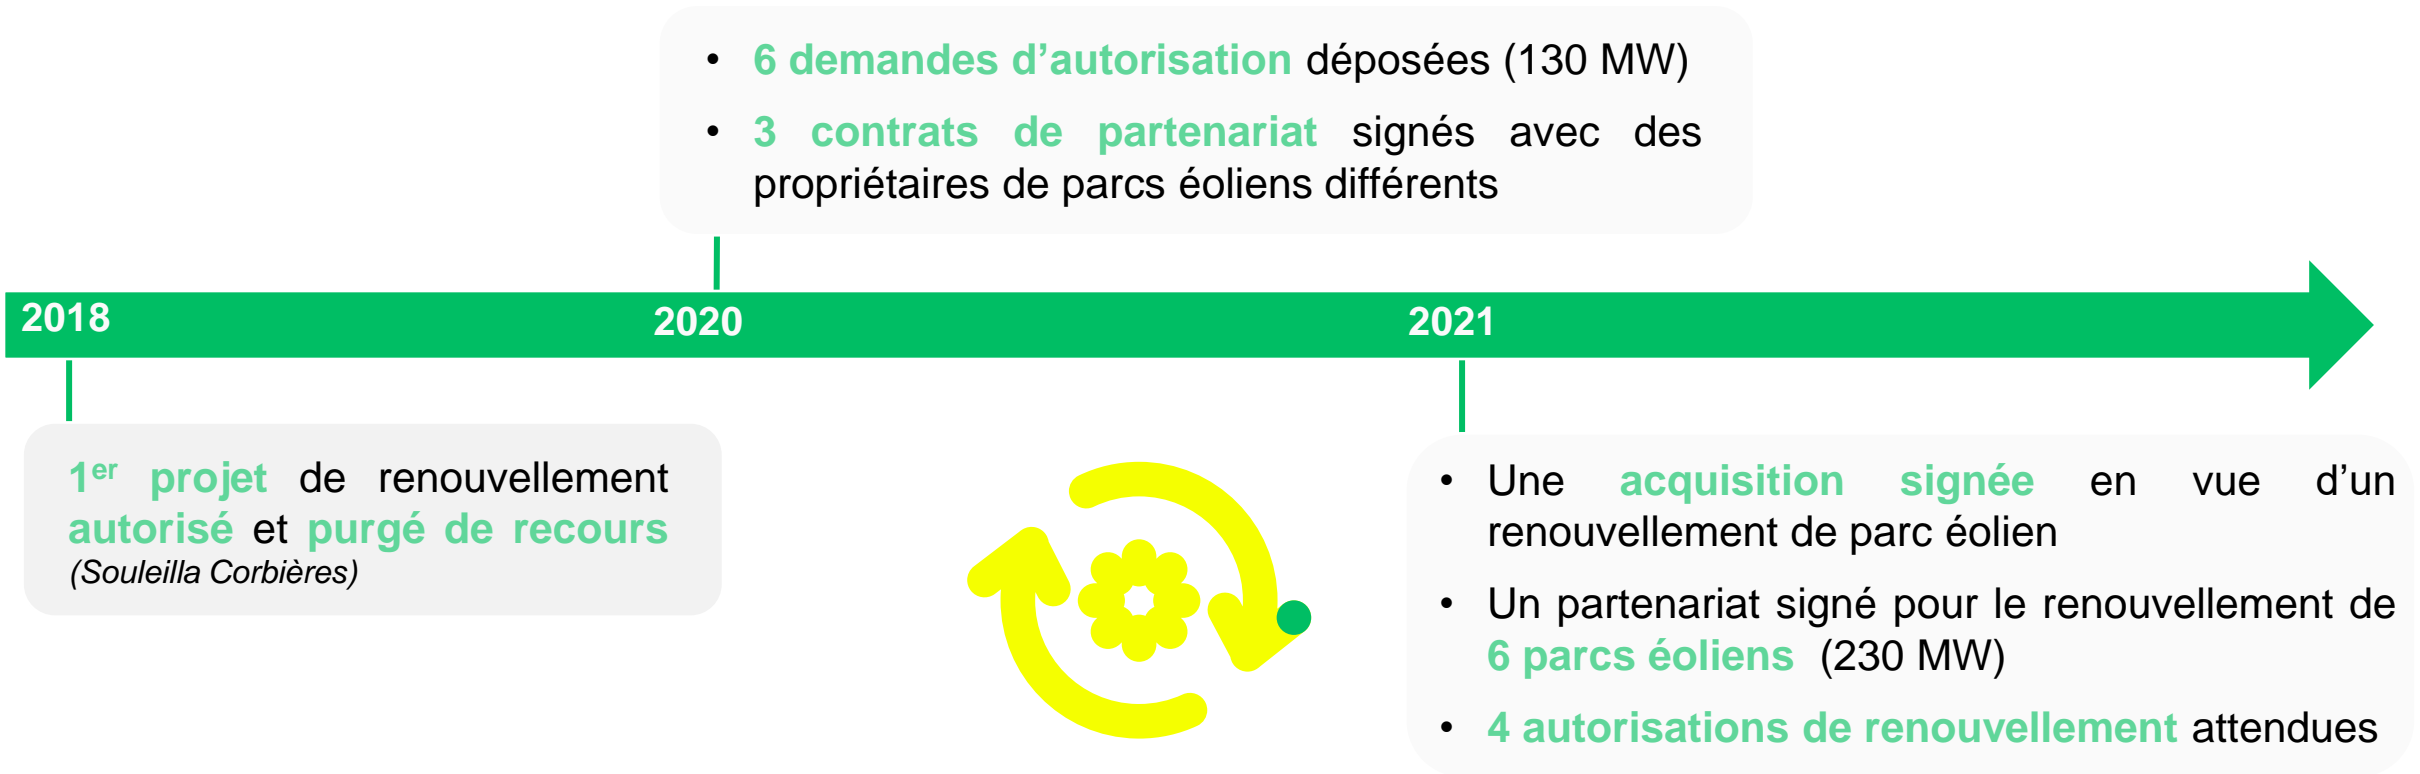 • 6 demandes d’autorisation déposées (130 MW)
• 3 contrats de partenariat signés avec des
propriétaires de parcs éoliens différents
2018
2020
2021
1er projet de renouvellement
autorisé et purgé de recours
(Souleilla Corbières)
• Une acquisition signée en vue d’un
renouvellement de parc éolien
• Un partenariat signé pour le renouvellement de
6 parcs éoliens (230 MW)
• 4 autorisations de renouvellement attendues